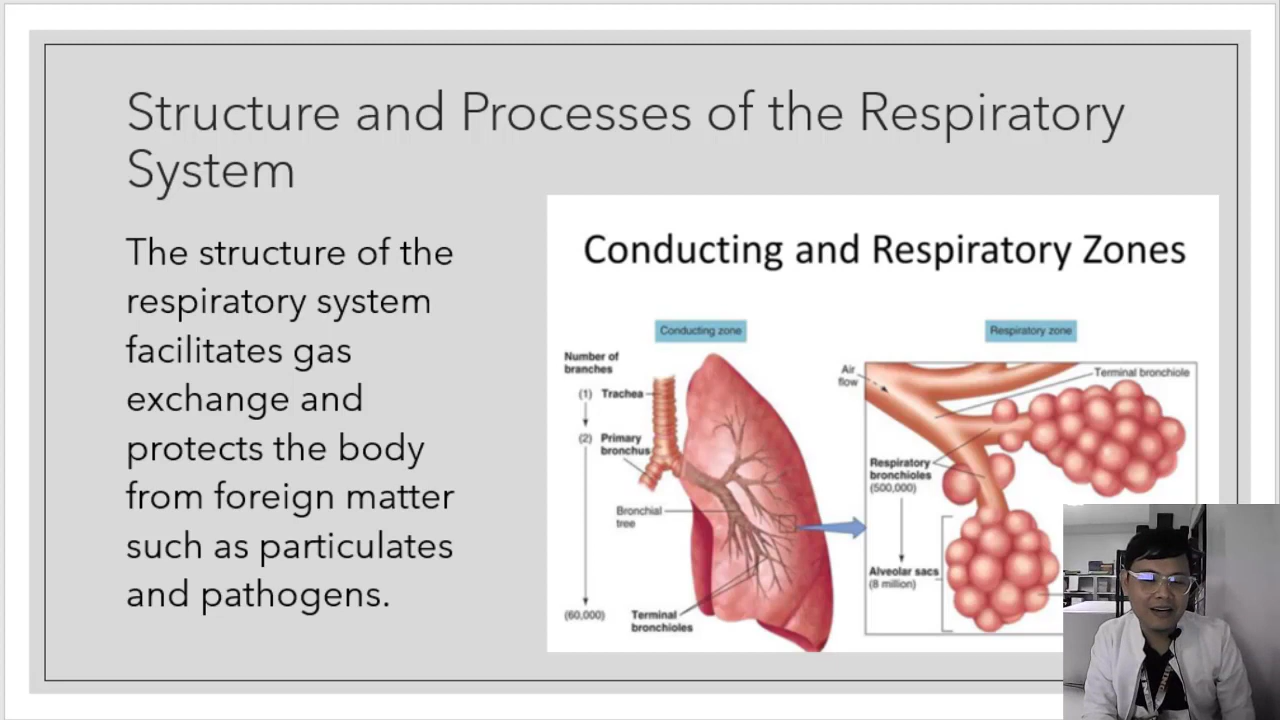 Structure and Processes of the Respiratory
System
The structure of the
respiratory system
facilitates gas
exchange and
protects the body
from foreign matter
such as particulates
and pathogens.
Conducting and Respiratory Zones
Conducting zone
Number of
branches
(1) Trachea
(2) Primary
bronchus
Bronchial
tree
(60,000)
Terminal
bronchioles
Respiratory zone
Air
flow
Terminal bronchiole
Respiratory
bronchioles
(500,000)
Alveolar sacs
(8 million)